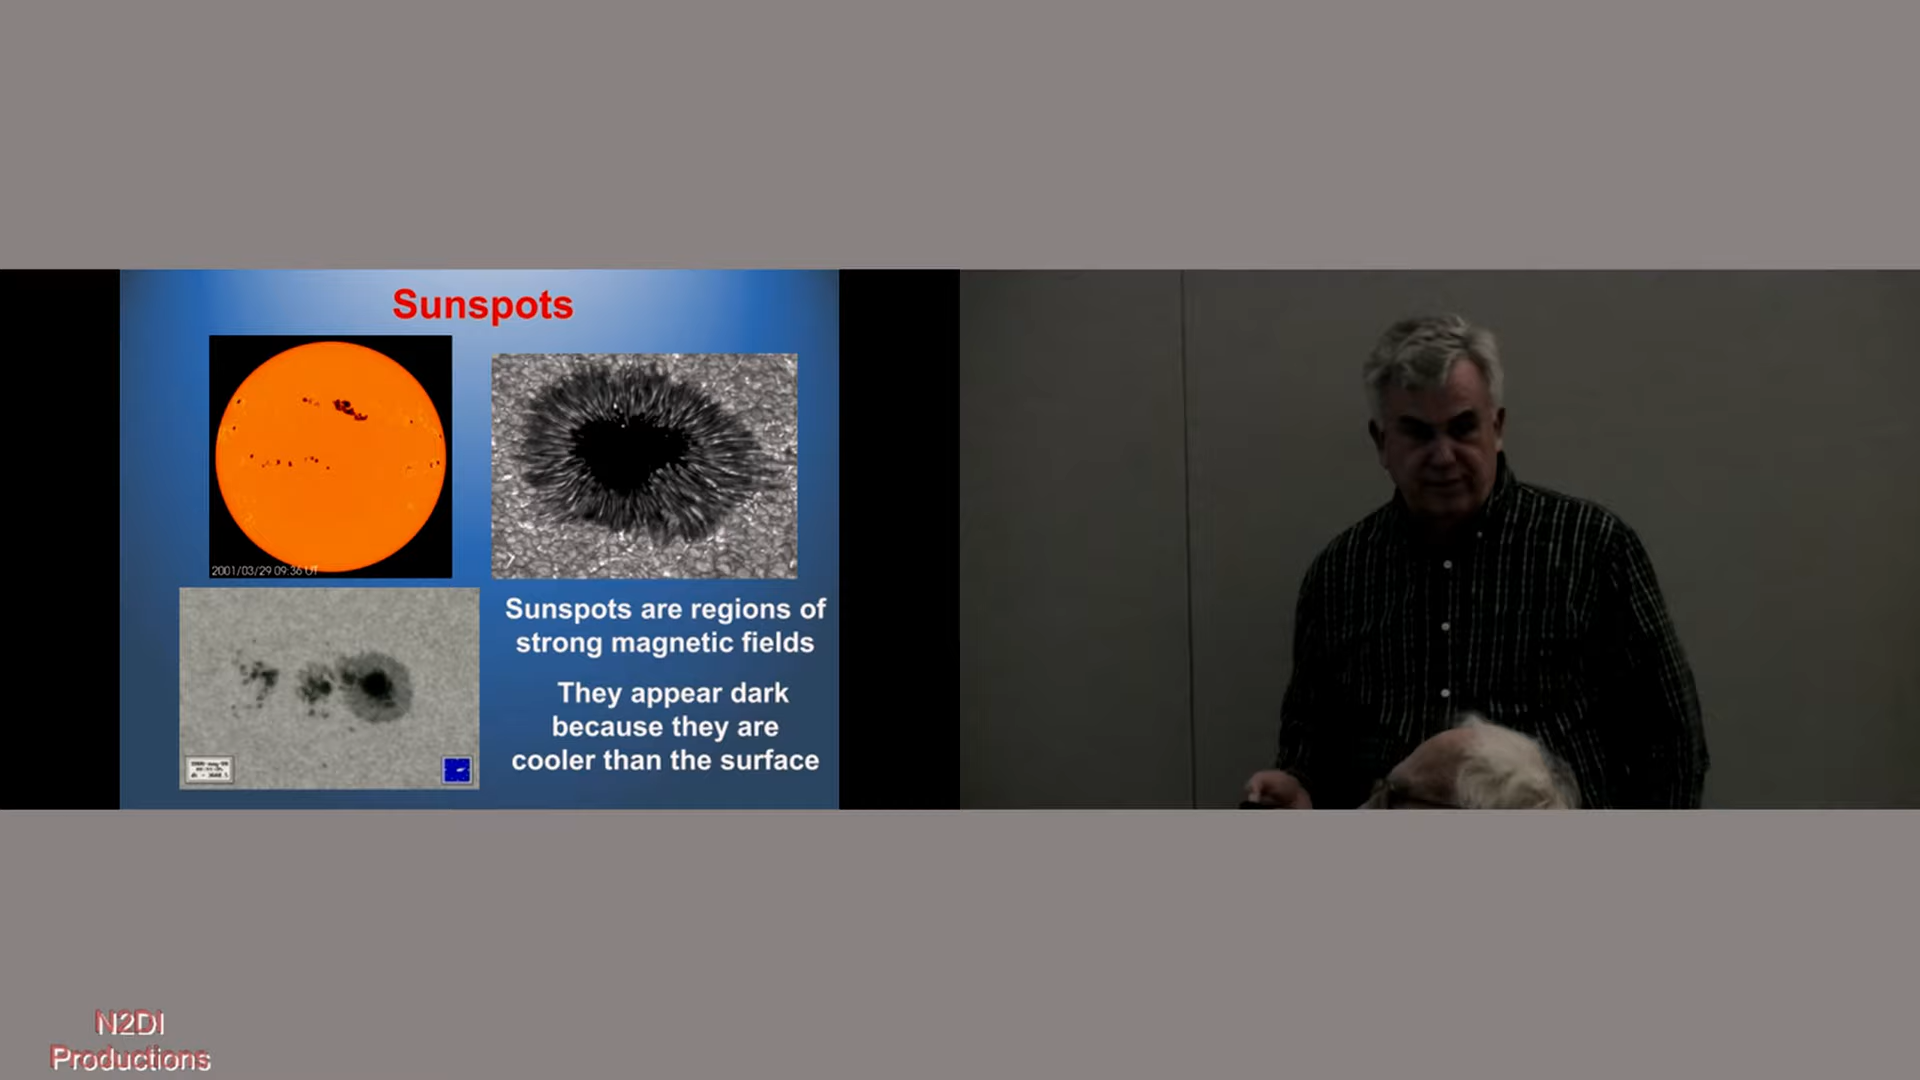 Sunspots
2001/03/29 09:36 UT
Sunspots are regions of
strong magnetic fields
They appear dark
because they are
cooler than the surface
N2DI
Productions